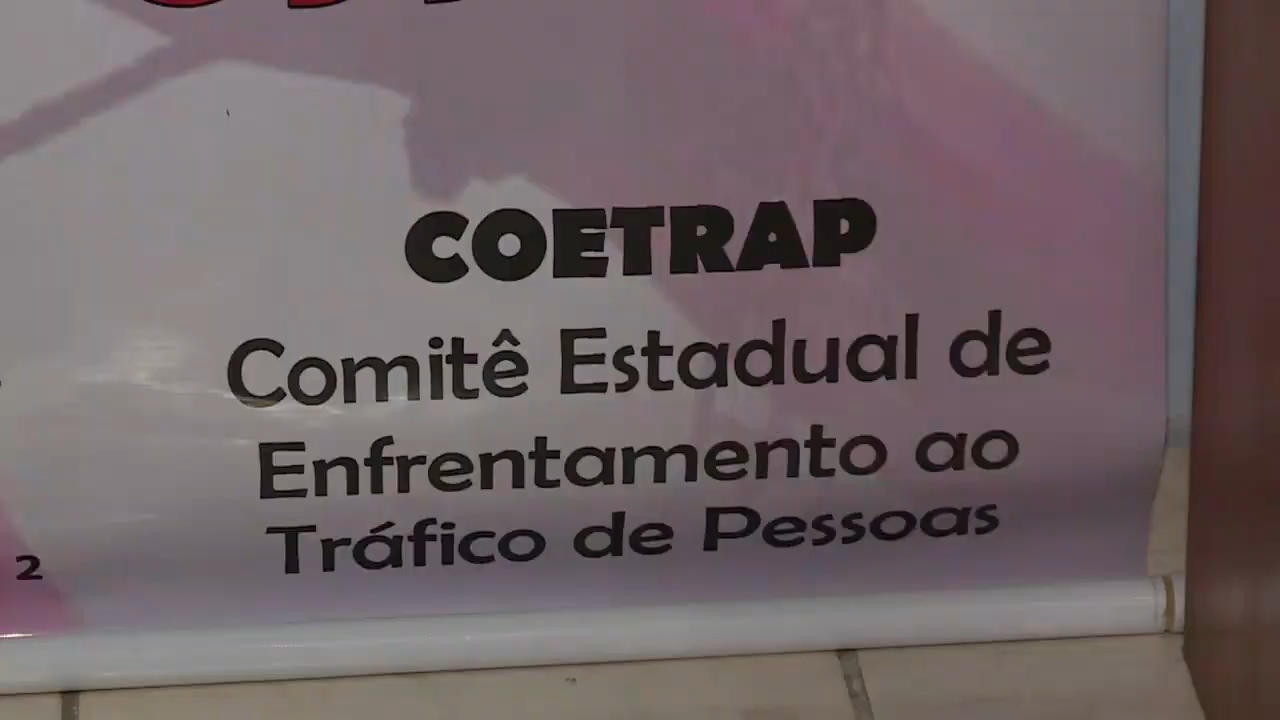 COETRAP
Comitê Estadual de
Enfrentamento ao
Tráfico de Pessoas
2